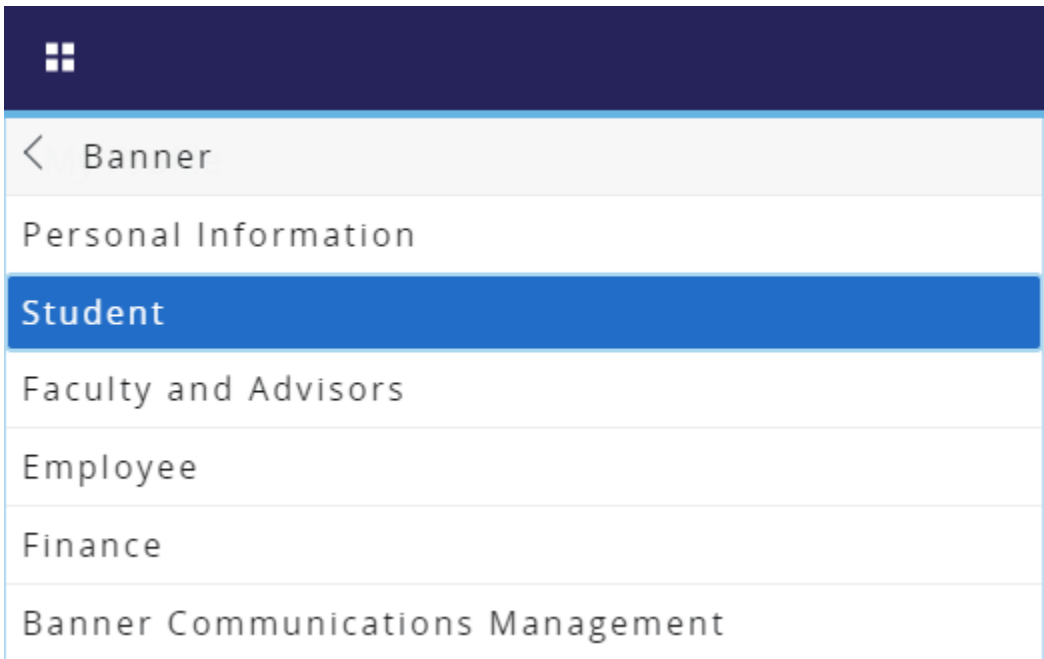 Banner
Personal Information
Student
Faculty and Advisors
Employee
Finance
Banner Communications Management